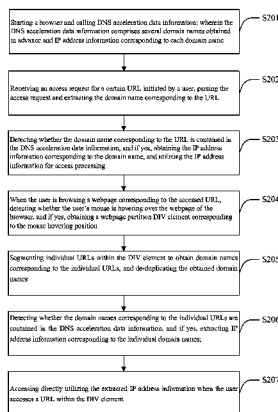 Starting a browser and calling DNS acceleration data information; wherein the
DNS acceleration data information comprises several domain names obtained
in advance and IP address information corresponding to each domain name
S201
Receiving an access request for a certain URL initiated by a user, parsing the
access request and extracting the domain name corresponding to the URL
S202
Detecting whether the domain name corresponding to the URL is contained in
the DNS acceleration data information, and if yes, obtaining the IP address
information corresponding to the domain name, and utilizing the IP address
information for access processing
S203
When the user is browsing a webpage corresponding to the accessed URL,
detecting whether the user's mouse is hovering over the webpage of the
browser, and if yes, obtaining a webpage partition DIV element corresponding
to the mouse hovering position
S204
Segmenting individual URLs within the DIV element to obtain domain names
corresponding to the individual URLs, and de-duplicating the obtained domain
names
S205
Detecting whether the domain names corresponding to the individual URLs are
contained in the DNS acceleration data information, and if yes, extracting IP
address information corresponding to the individual domain names;
S206
Accessing directly utilizing the extracted IP address information when the user
accesses a URL within the DIV element
S207